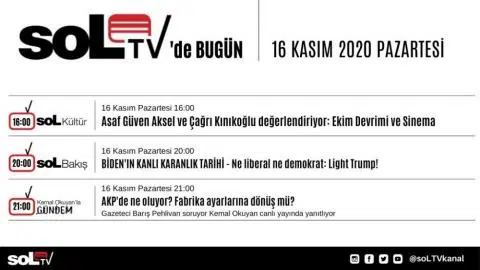 soL TV 'de BUGÜN
16 KASIM 2020 PAZARTESİ
16 Kasım Pazartesi 16:00
16:00 soL Kültür
Asaf Güven Aksel ve Çağrı Kınıkoğlu değerlendiriyor: Ekim Devrimi ve Sinema
16 Kasım Pazartesi 20:00
20:00 soL Bakış
BİDEN'IN KANLI KARANLIK TARİHİ - Ne liberal ne demokrat: Light Trump!
16 Kasım Pazartesi 21:00
21:00 Kemal Okuyan'la GÜNDEM
AKP'de ne oluyor? Fabrika ayarlarına dönüş mü?
Gazeteci Barış Pehlivan soruyor Kemal Okuyan canlı yayında yanıtlıyor
soL TV
@soLTVkanal